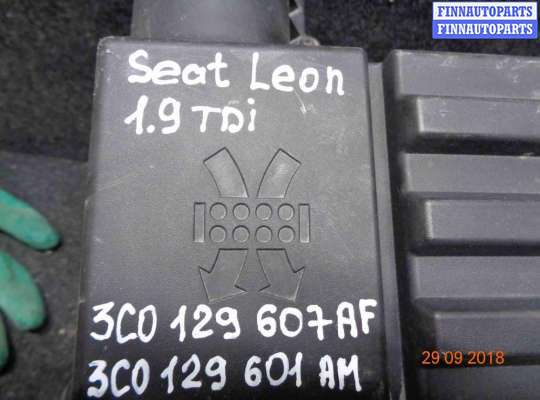 FINNAUTOPARTS
FINNAUTOPARTS
Seat Leon
1.9 TDi
3C0 129 607AF
3C0 129 601 AM
29 09 2018